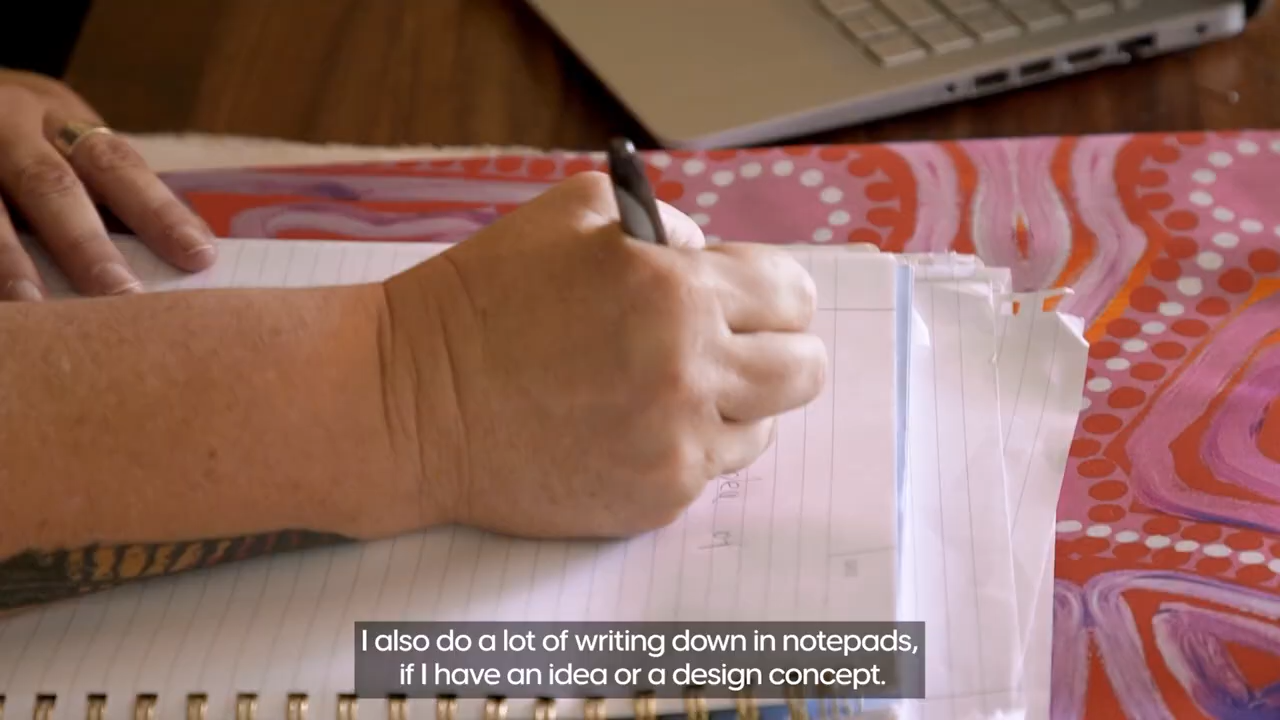 I also do a lot of writing down in notepads,
if I have an idea or a design concept.